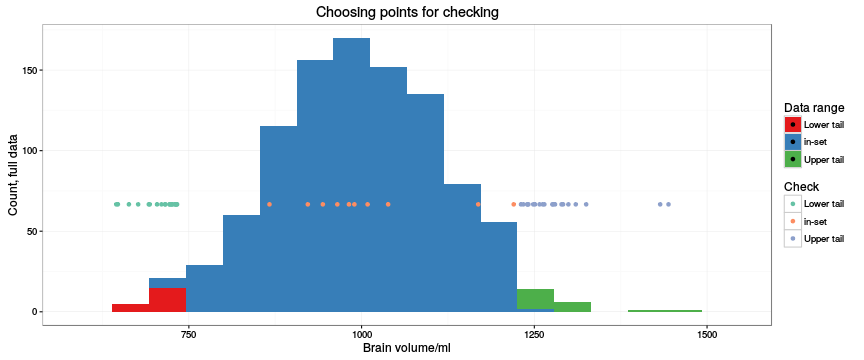 Choosing points for checking
Count, full data
150
100
50
0
750
1000
1250
1500
Brain volume/ml
Data range
Lower tail
in-set
Upper tail
Check
Lower tail
in-set
Upper tail